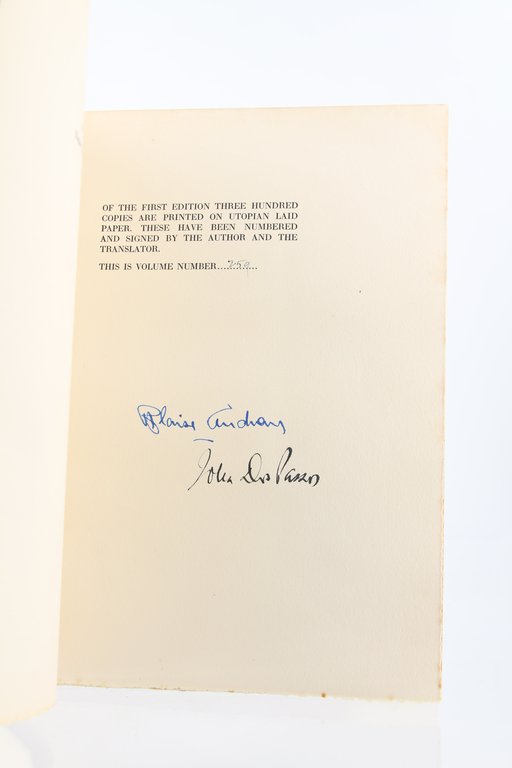 OF THE FIRST EDITION THREE HUNDRED
COPIES ARE PRINTED ON UTOPIAN LAID
PAPER. THESE HAVE BEEN NUMBERED
AND SIGNED BY THE AUTHOR AND THE
TRANSLATOR.
THIS IS VOLUME NUMBER...250...
Blaise Cendrars
John Dos Passos